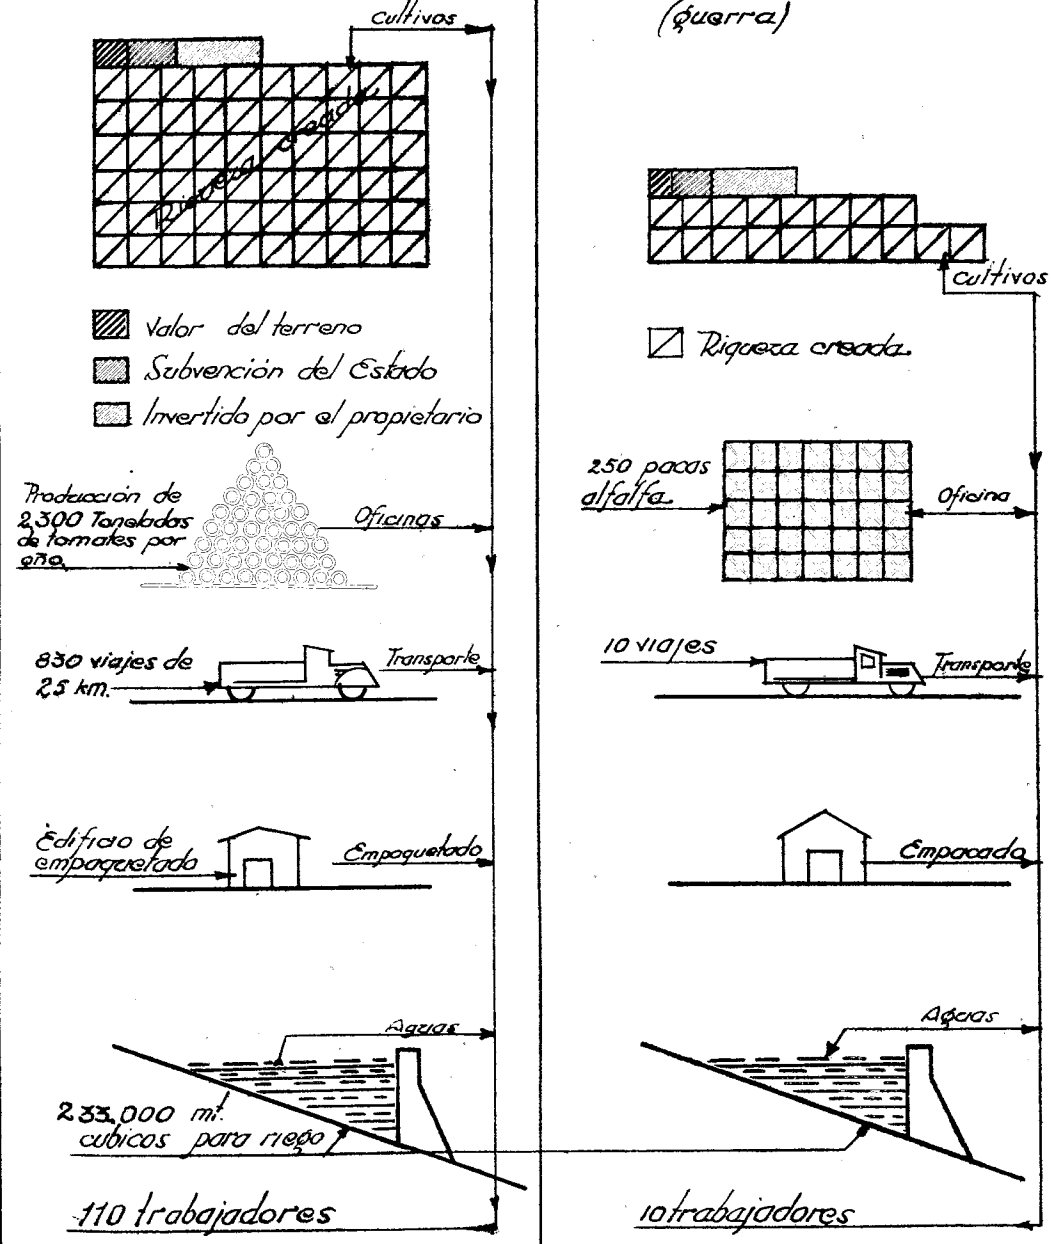 cultivos
Riqueza creada
Valor del terreno
Subvención del Estado
Invertido por el propietario
Producción de
2,300 Toneladas
de tomates por
año
Oficinas
830 viajes de
25 km.
Transporte
Edificio de
empaquetado
Empaquetado
Aguas
233,000 mt.
cubicos para riego
110 trabajadores
(guerra)
cultivos
Riqueza creada.
250 pacas
alfalfa
Oficina
10 viajes
Transporte
Empacado
Aguas
10 trabajadores